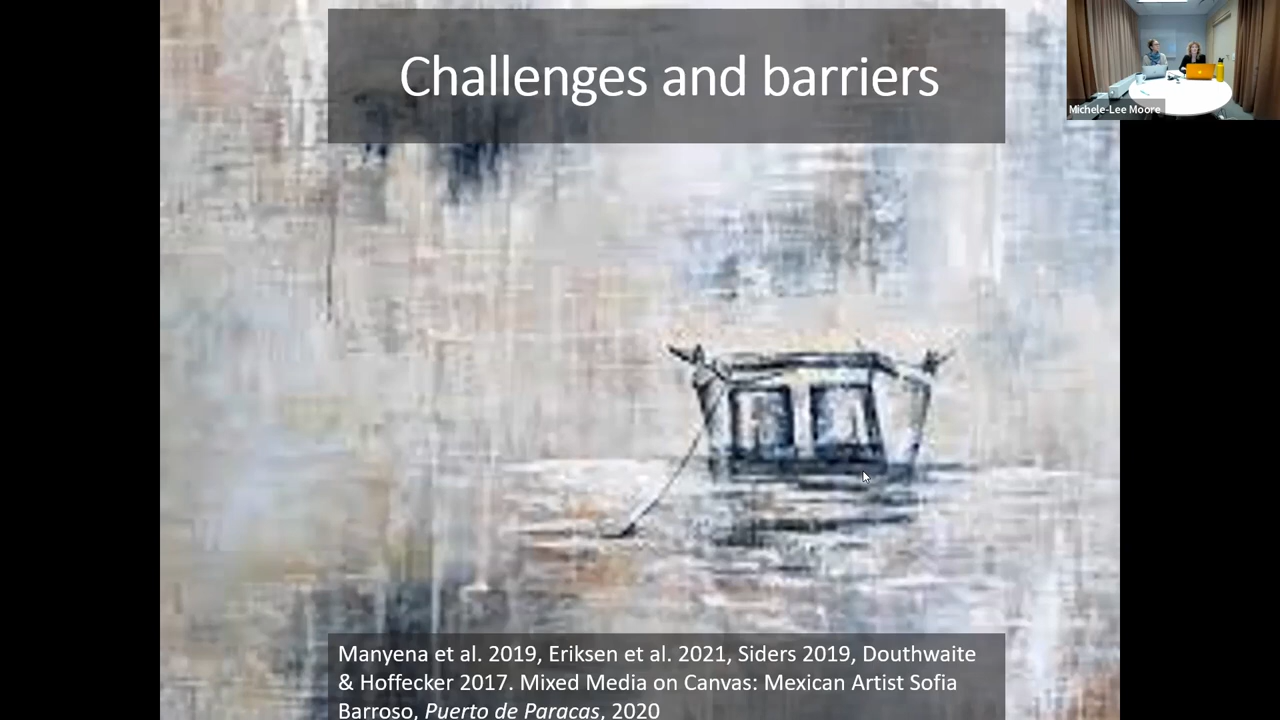 Challenges and barriers
Michele-Lee Moore
Manyena et al. 2019, Eriksen et al. 2021, Siders 2019, Douthwaite
& Hoffecker 2017. Mixed Media on Canvas: Mexican Artist Sofia
Barroso, Puerto de Paracas, 2020